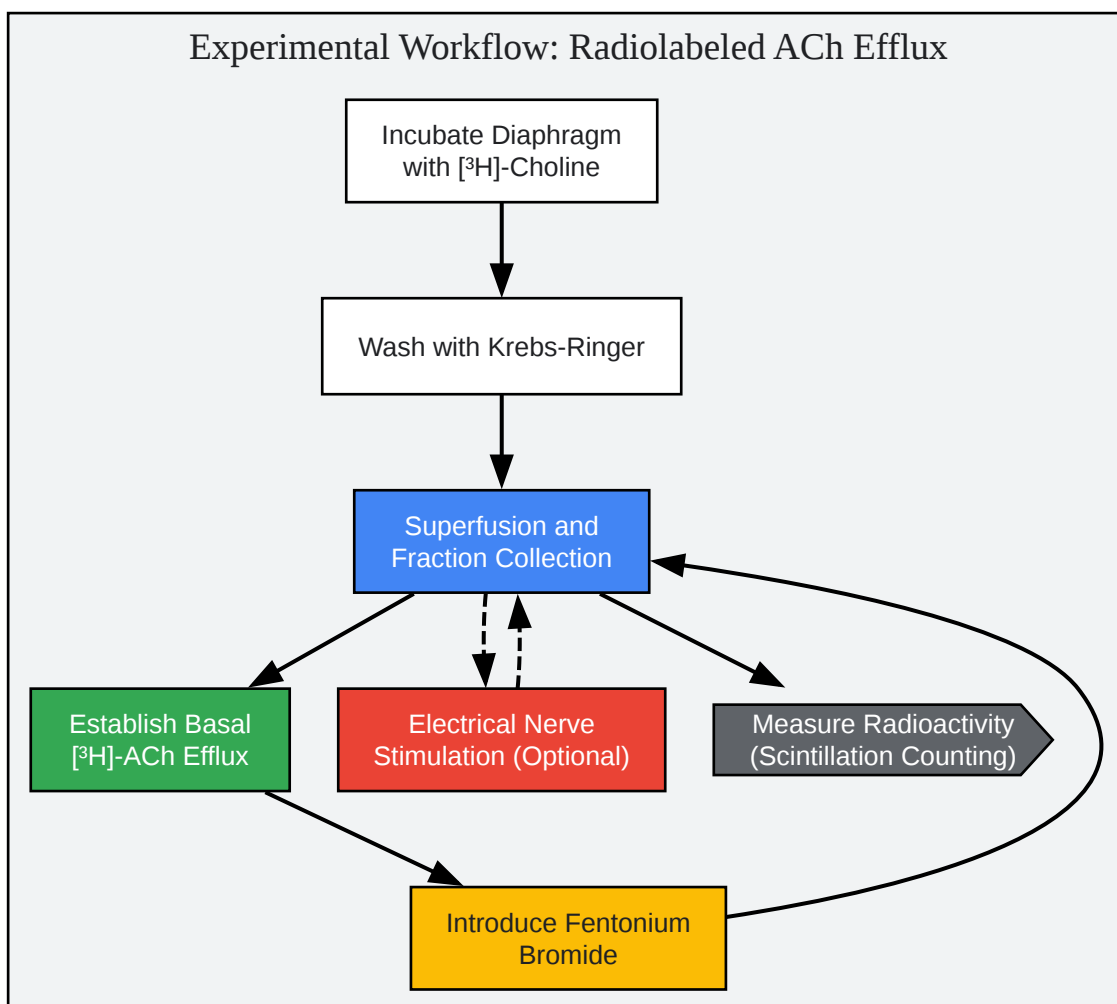 Experimental Workflow: Radiolabeled ACh Efflux
Incubate Diaphragm
with [³H]-Choline
Wash with Krebs-Ringer
Superfusion and
Fraction Collection
Establish Basal
[³H]-ACh Efflux
Electrical Nerve
Stimulation (Optional)
Measure Radioactivity
(Scintillation Counting)
Introduce Fentonium
Bromide